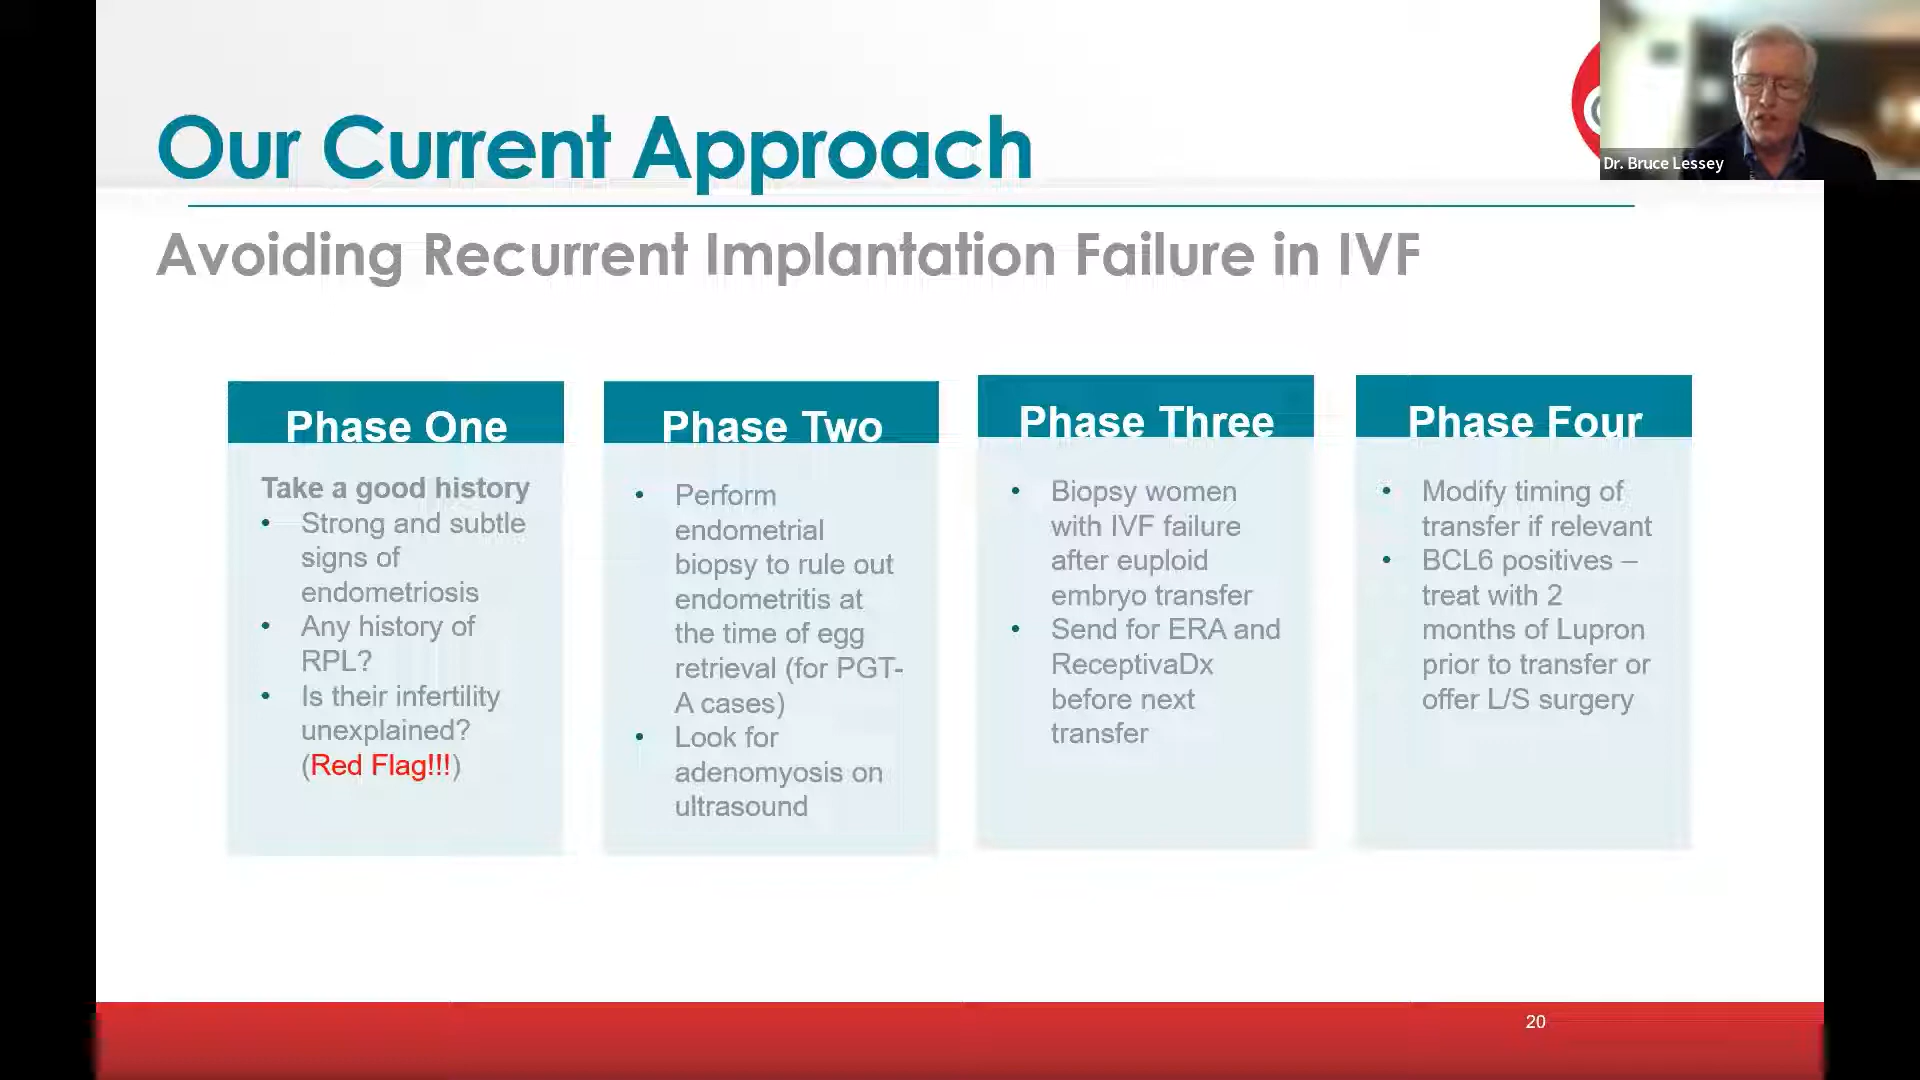 Our Current Approach
Dr. Bruce Lessey
Avoiding Recurrent Implantation Failure in IVF
Phase One
Take a good history
• Strong and subtle
signs of
endometriosis
• Any history of
RPL?
• Is their infertility
unexplained?
(Red Flag!!!)
Phase Two
• Perform
endometrial
biopsy to rule out
endometritis at
the time of egg
retrieval (for PGT-
A cases)
• Look for
adenomyosis on
ultrasound
Phase Three
• Biopsy women
with IVF failure
after euploid
embryo transfer
• Send for ERA and
ReceptivaDx
before next
transfer
Phase Four
• Modify timing of
transfer if relevant
• BCL6 positives –
treat with 2
months of Lupron
prior to transfer or
offer L/S surgery
20